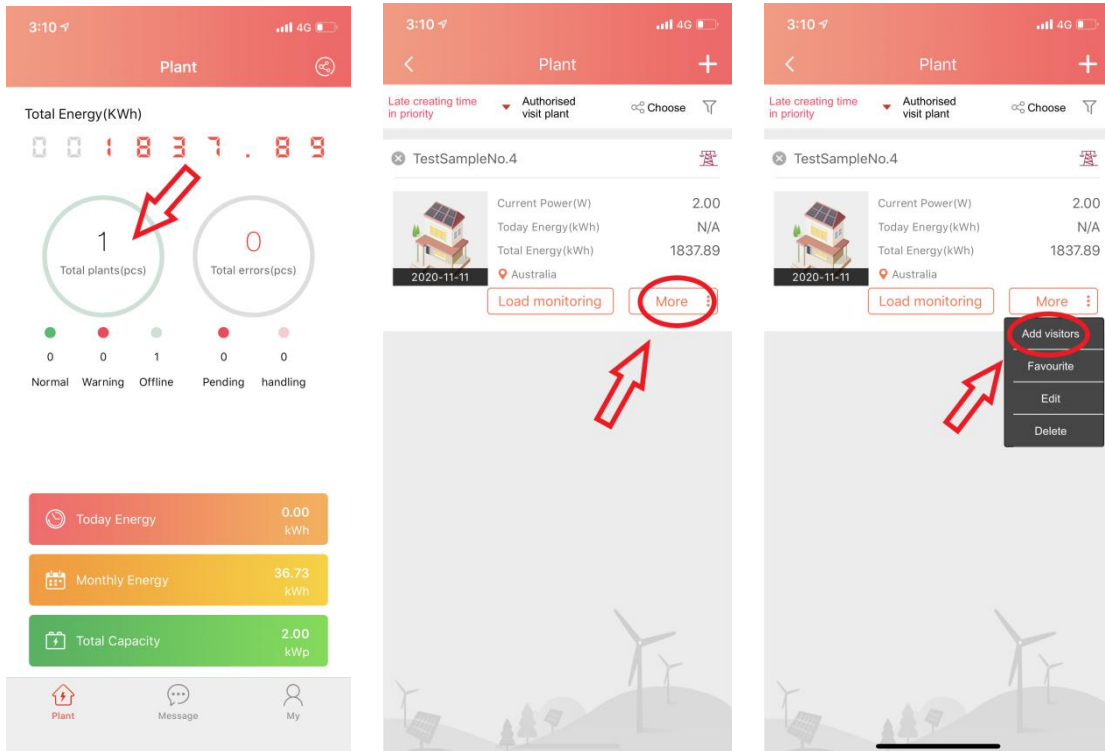 3:10
4G
Plant
Total Energy(KWh)
001837.89
1
Total plants(pcs)
0
Total errors(pcs)
0 0 1 0 0
Normal Warning Offline Pending handling
Today Energy
0.00
kWh
Monthly Energy
36.73
kWh
Total Capacity
2.00
kWp
Plant Message My
3:10
4G
Plant
Late creating time
in priority
Authorised
visit plant
Choose
TestSampleNo.4
Current Power(W) 2.00
Today Energy(kWh) N/A
Total Energy(kWh) 1837.89
2020-11-11
Australia
Load monitoring
More
3:10
4G
Plant
Late creating time
in priority
Authorised
visit plant
Choose
TestSampleNo.4
Current Power(W) 2.00
Today Energy(kWh) N/A
Total Energy(kWh) 1837.89
2020-11-11
Australia
Load monitoring
More
Add visitors
Favourite
Edit
Delete